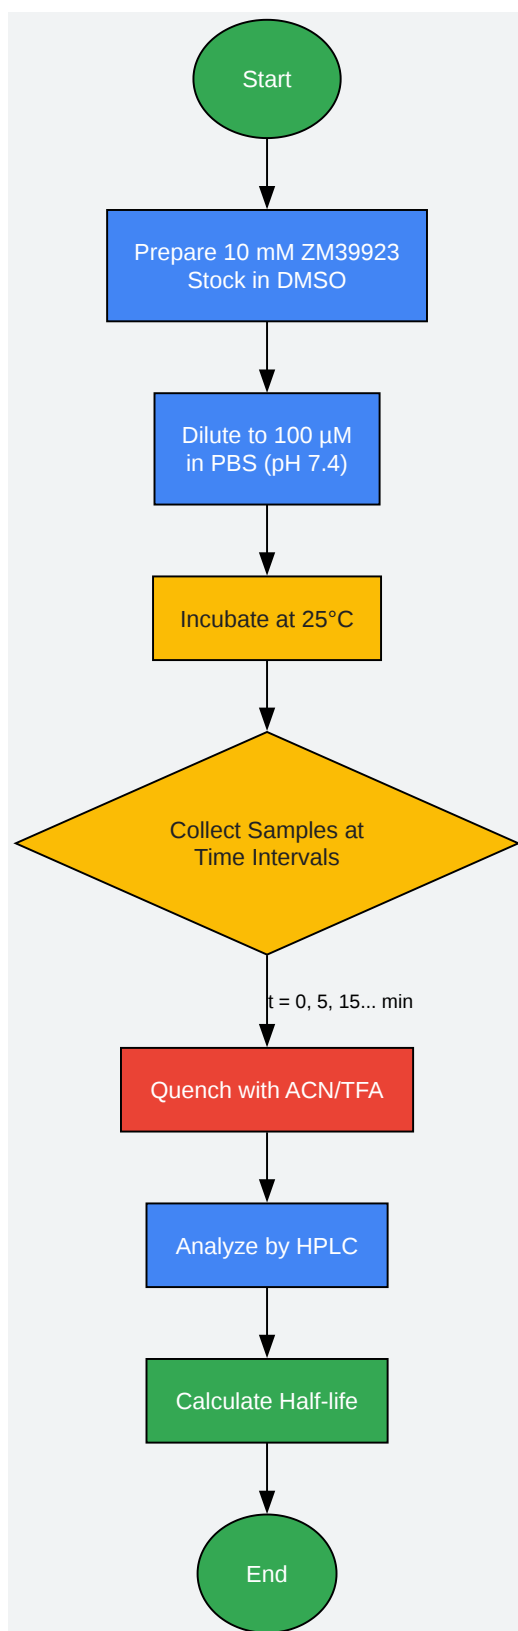 Start
Prepare 10 mM ZM39923
Stock in DMSO
Dilute to 100 µM
in PBS (pH 7.4)
Incubate at 25°C
Collect Samples at
Time Intervals
t = 0, 5, 15... min
Quench with ACN/TFA
Analyze by HPLC
Calculate Half-life
End